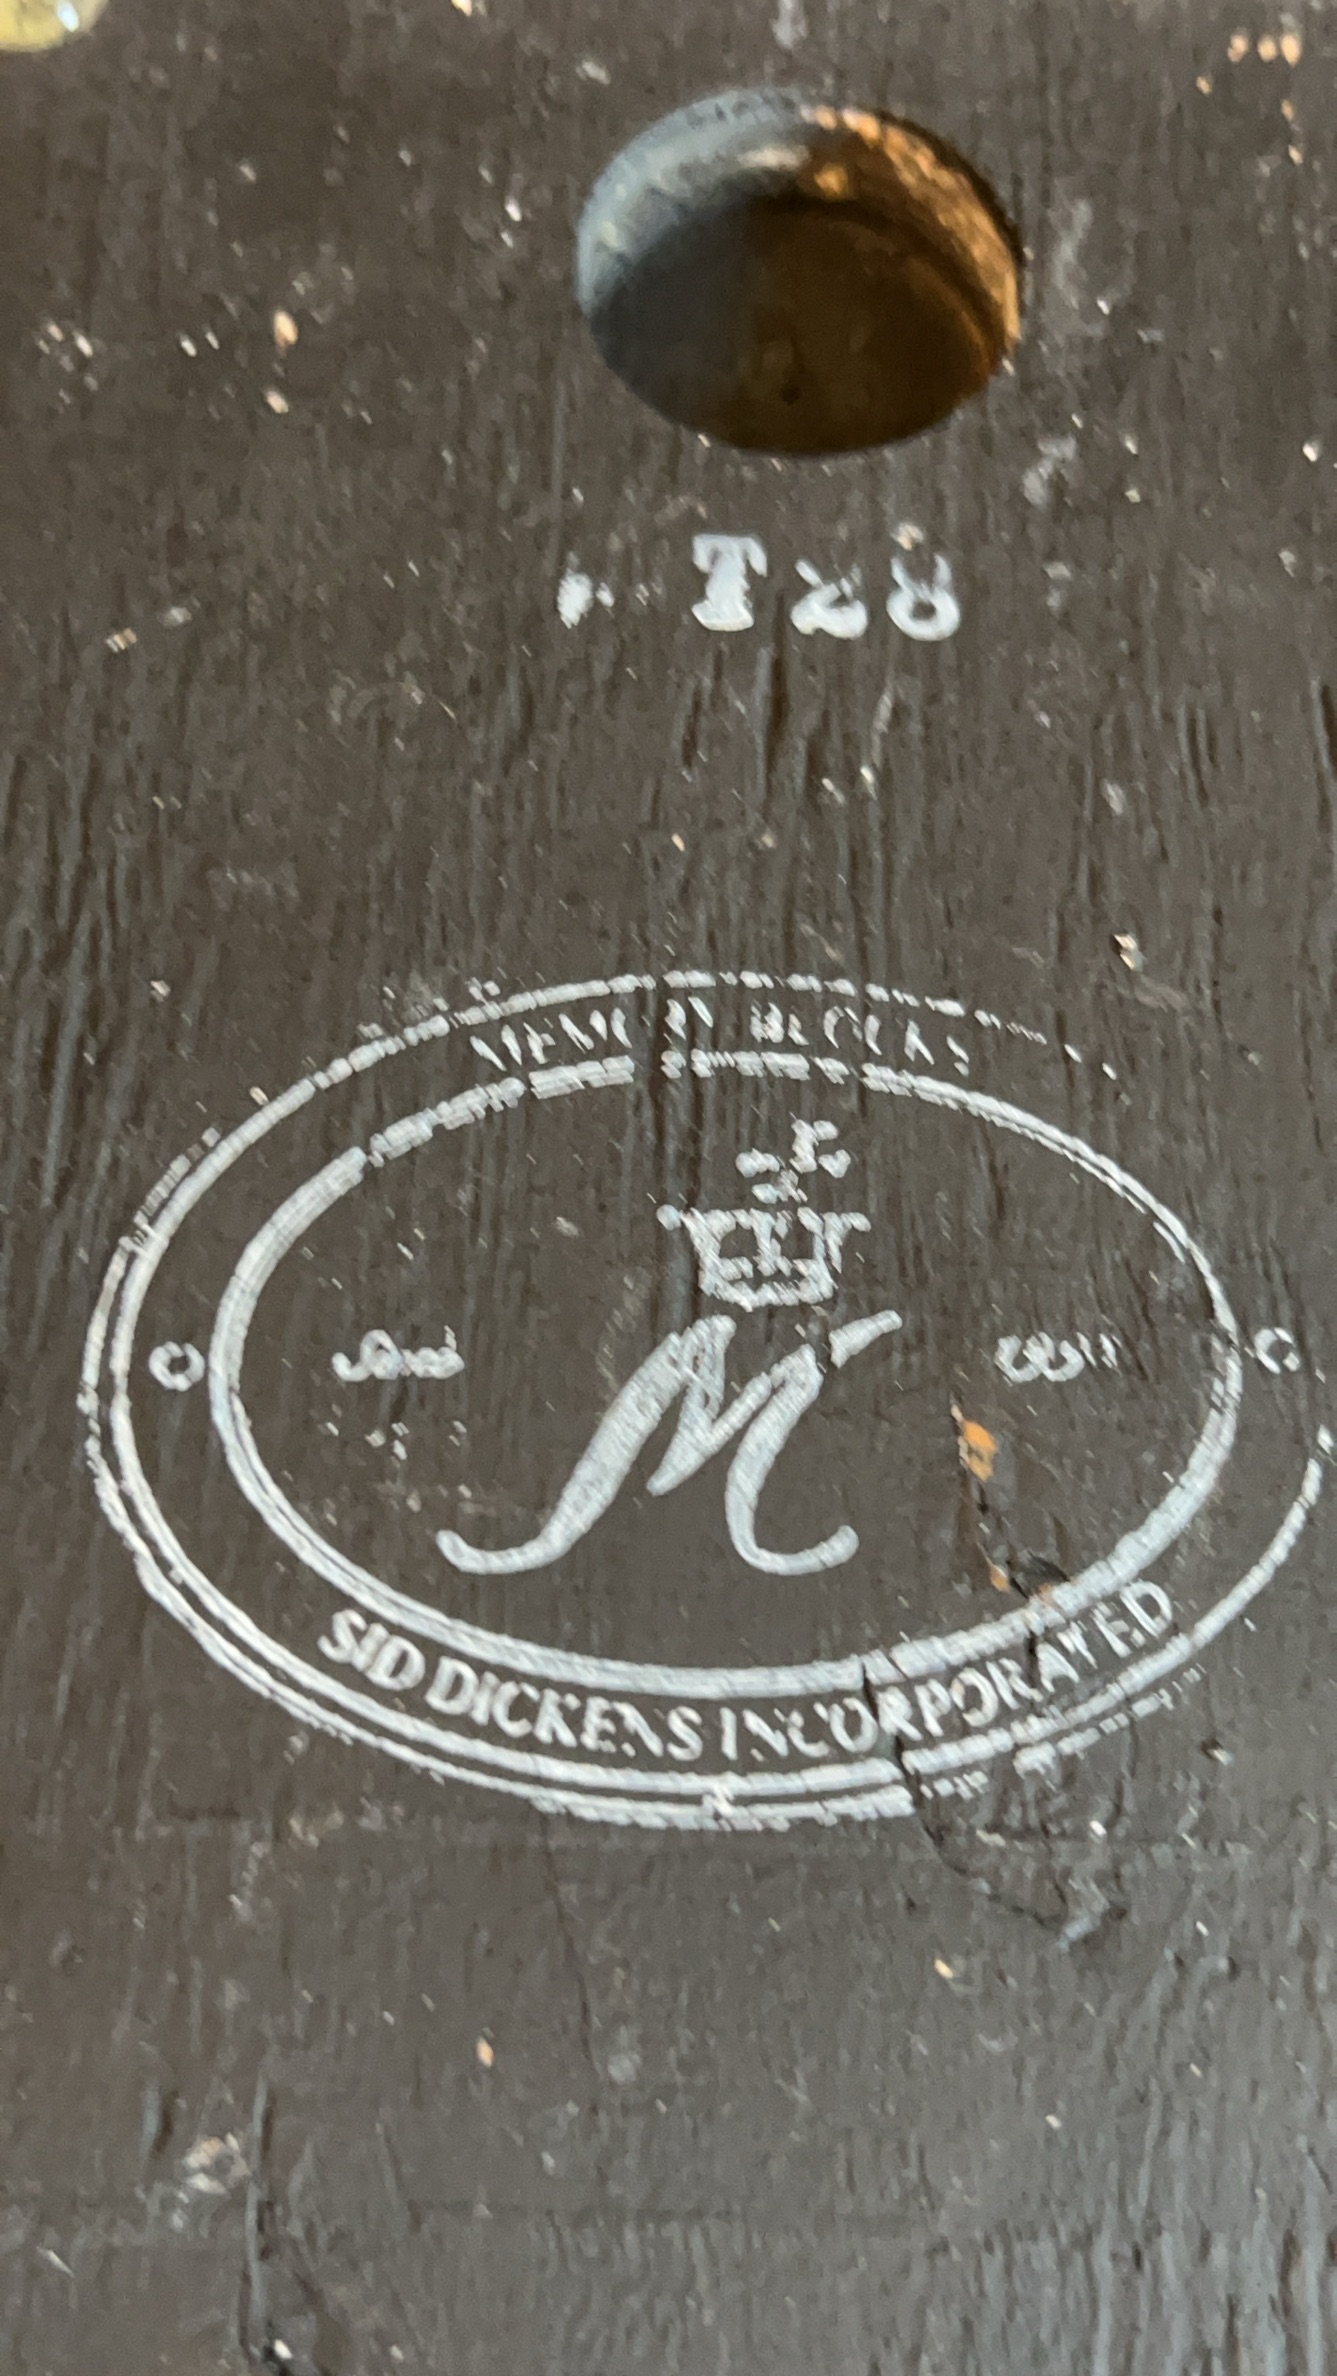 T28
MEMORY BLOCKS
M
SID DICKENS INCORPORATED